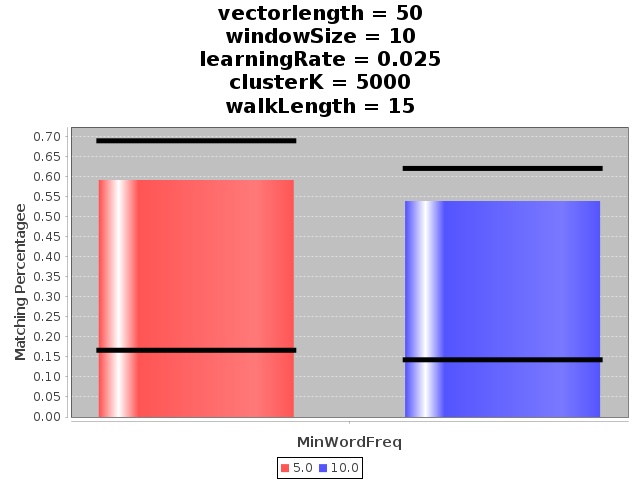 vectorlength = 50
windowSize = 10
learningRate = 0.025
clusterK = 5000
walkLength = 15
Matching Percentagee
0.70
0.65
0.60
0.55
0.50
0.45
0.40
0.35
0.30
0.25
0.20
0.15
0.10
0.05
0.00
MinWordFreq
5.0 10.0